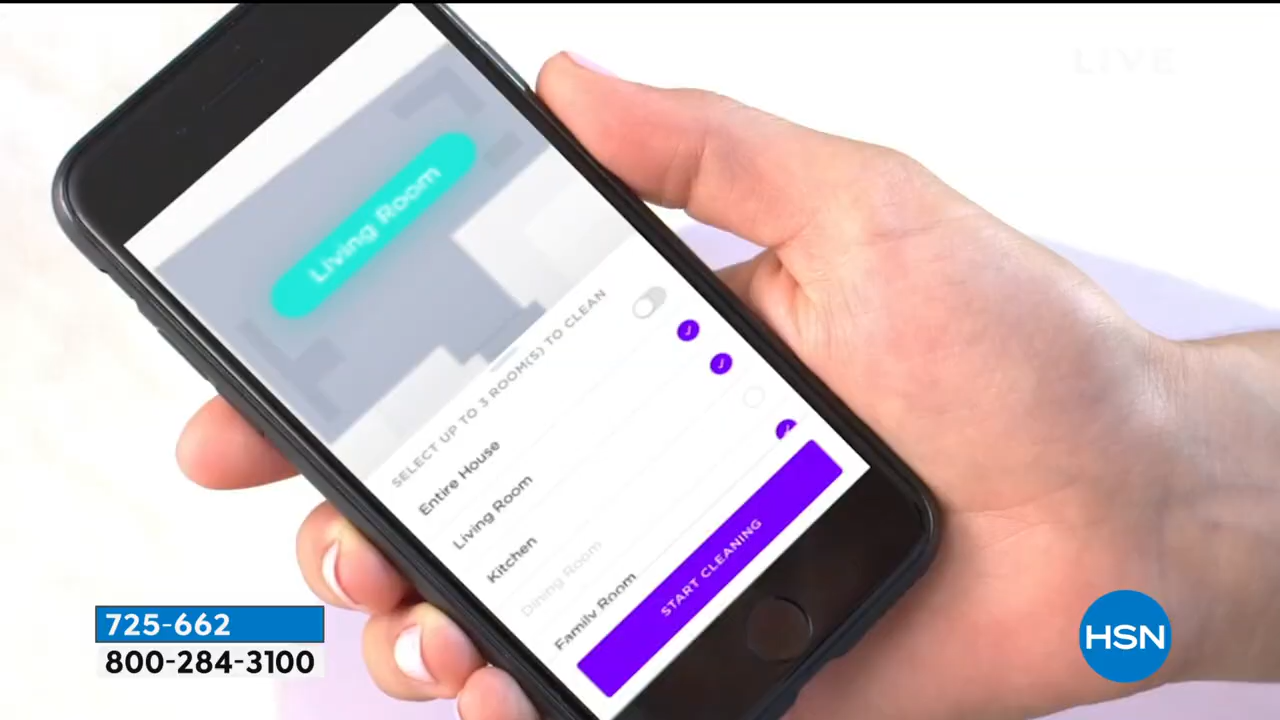 LIVE
Living Room
SELECT UP TO 3 ROOM(S) TO CLEAN
Entire House
Living Room
Kitchen
Dining Room
Family Room
START CLEANING
725-662
800-284-3100
HSN